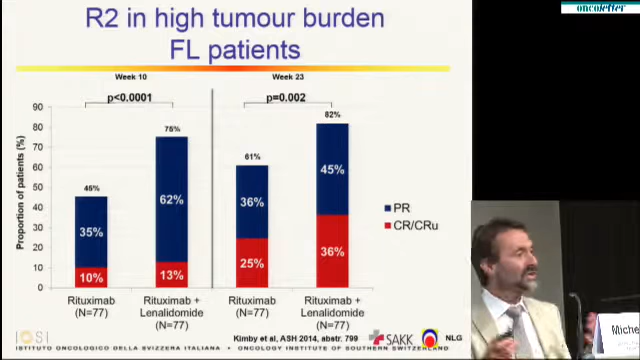 oncoletter
R2 in high tumour burden
FL patients
Week 10
Week 23
p<0.0001
p=0.002
Proportion of patients (%)
90
80
70
60
50
40
30
20
10
0
45%
35%
10%
75%
62%
13%
61%
36%
25%
82%
45%
36%
PR
CR/CRu
Rituximab
(N=77)
Rituximab +
Lenalidomide
(N=77)
Rituximab
(N=77)
Rituximab +
Lenalidomide
(N=77)
Kimby et al, ASH 2014, abstr. 799
SAKK
NLG
IOSI
ISTITUTO ONCOLOGICO DELLA SVIZZERA ITALIANA • ONCOLOGY INSTITUTE OF SOUTHERN SWITZERLAND
Miche